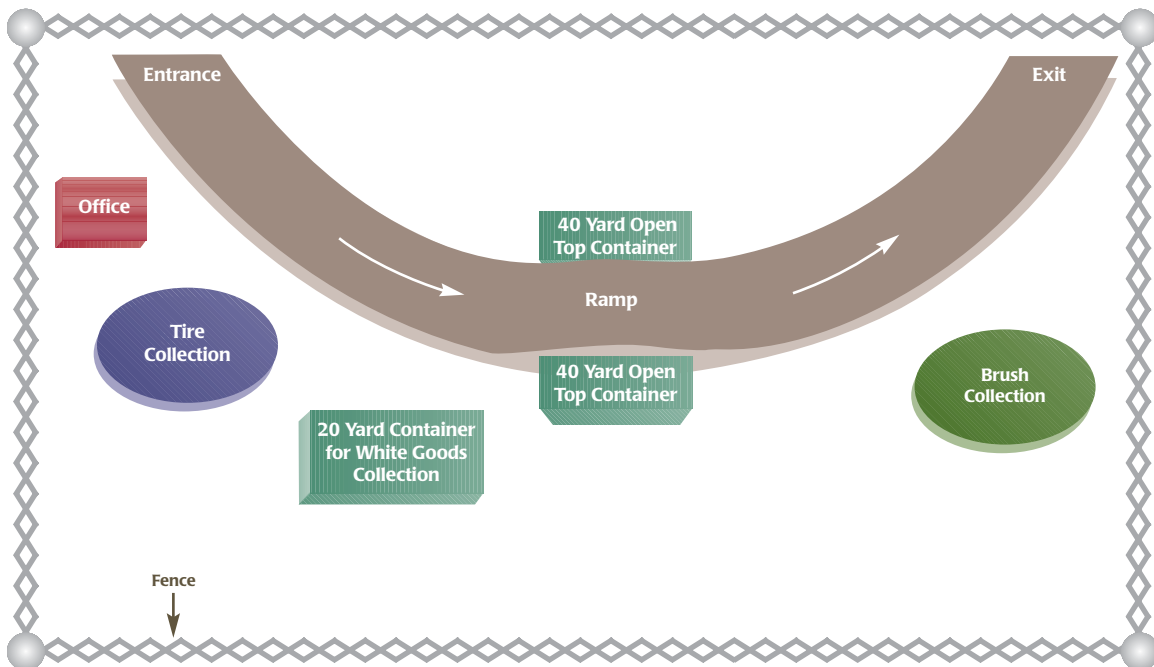 Entrance
Exit
Office
40 Yard Open
Top Container
Ramp
Tire
Collection
40 Yard Open
Top Container
Brush
Collection
20 Yard Container
for White Goods
Collection
Fence